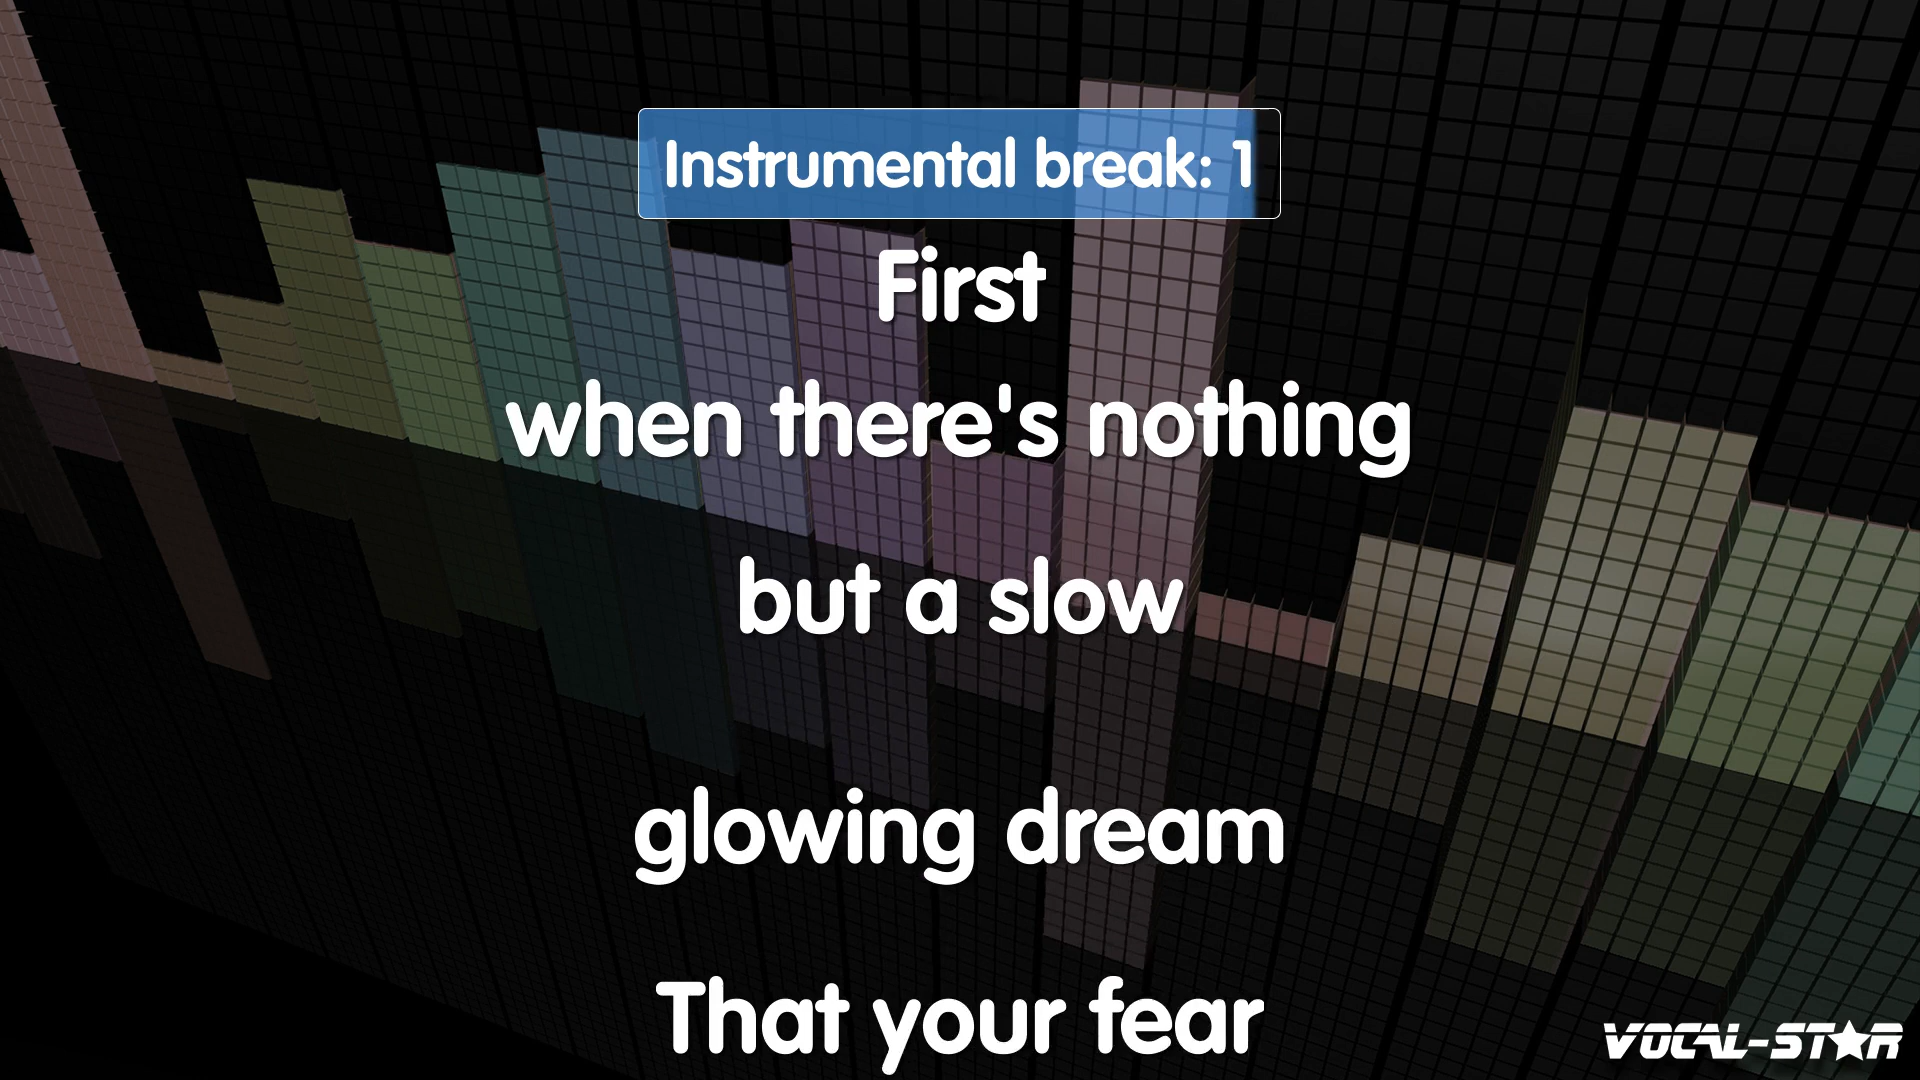 Instrumental break: 1
First
when there's nothing
but a slow
glowing dream
That your fear
VOCAL-STAR